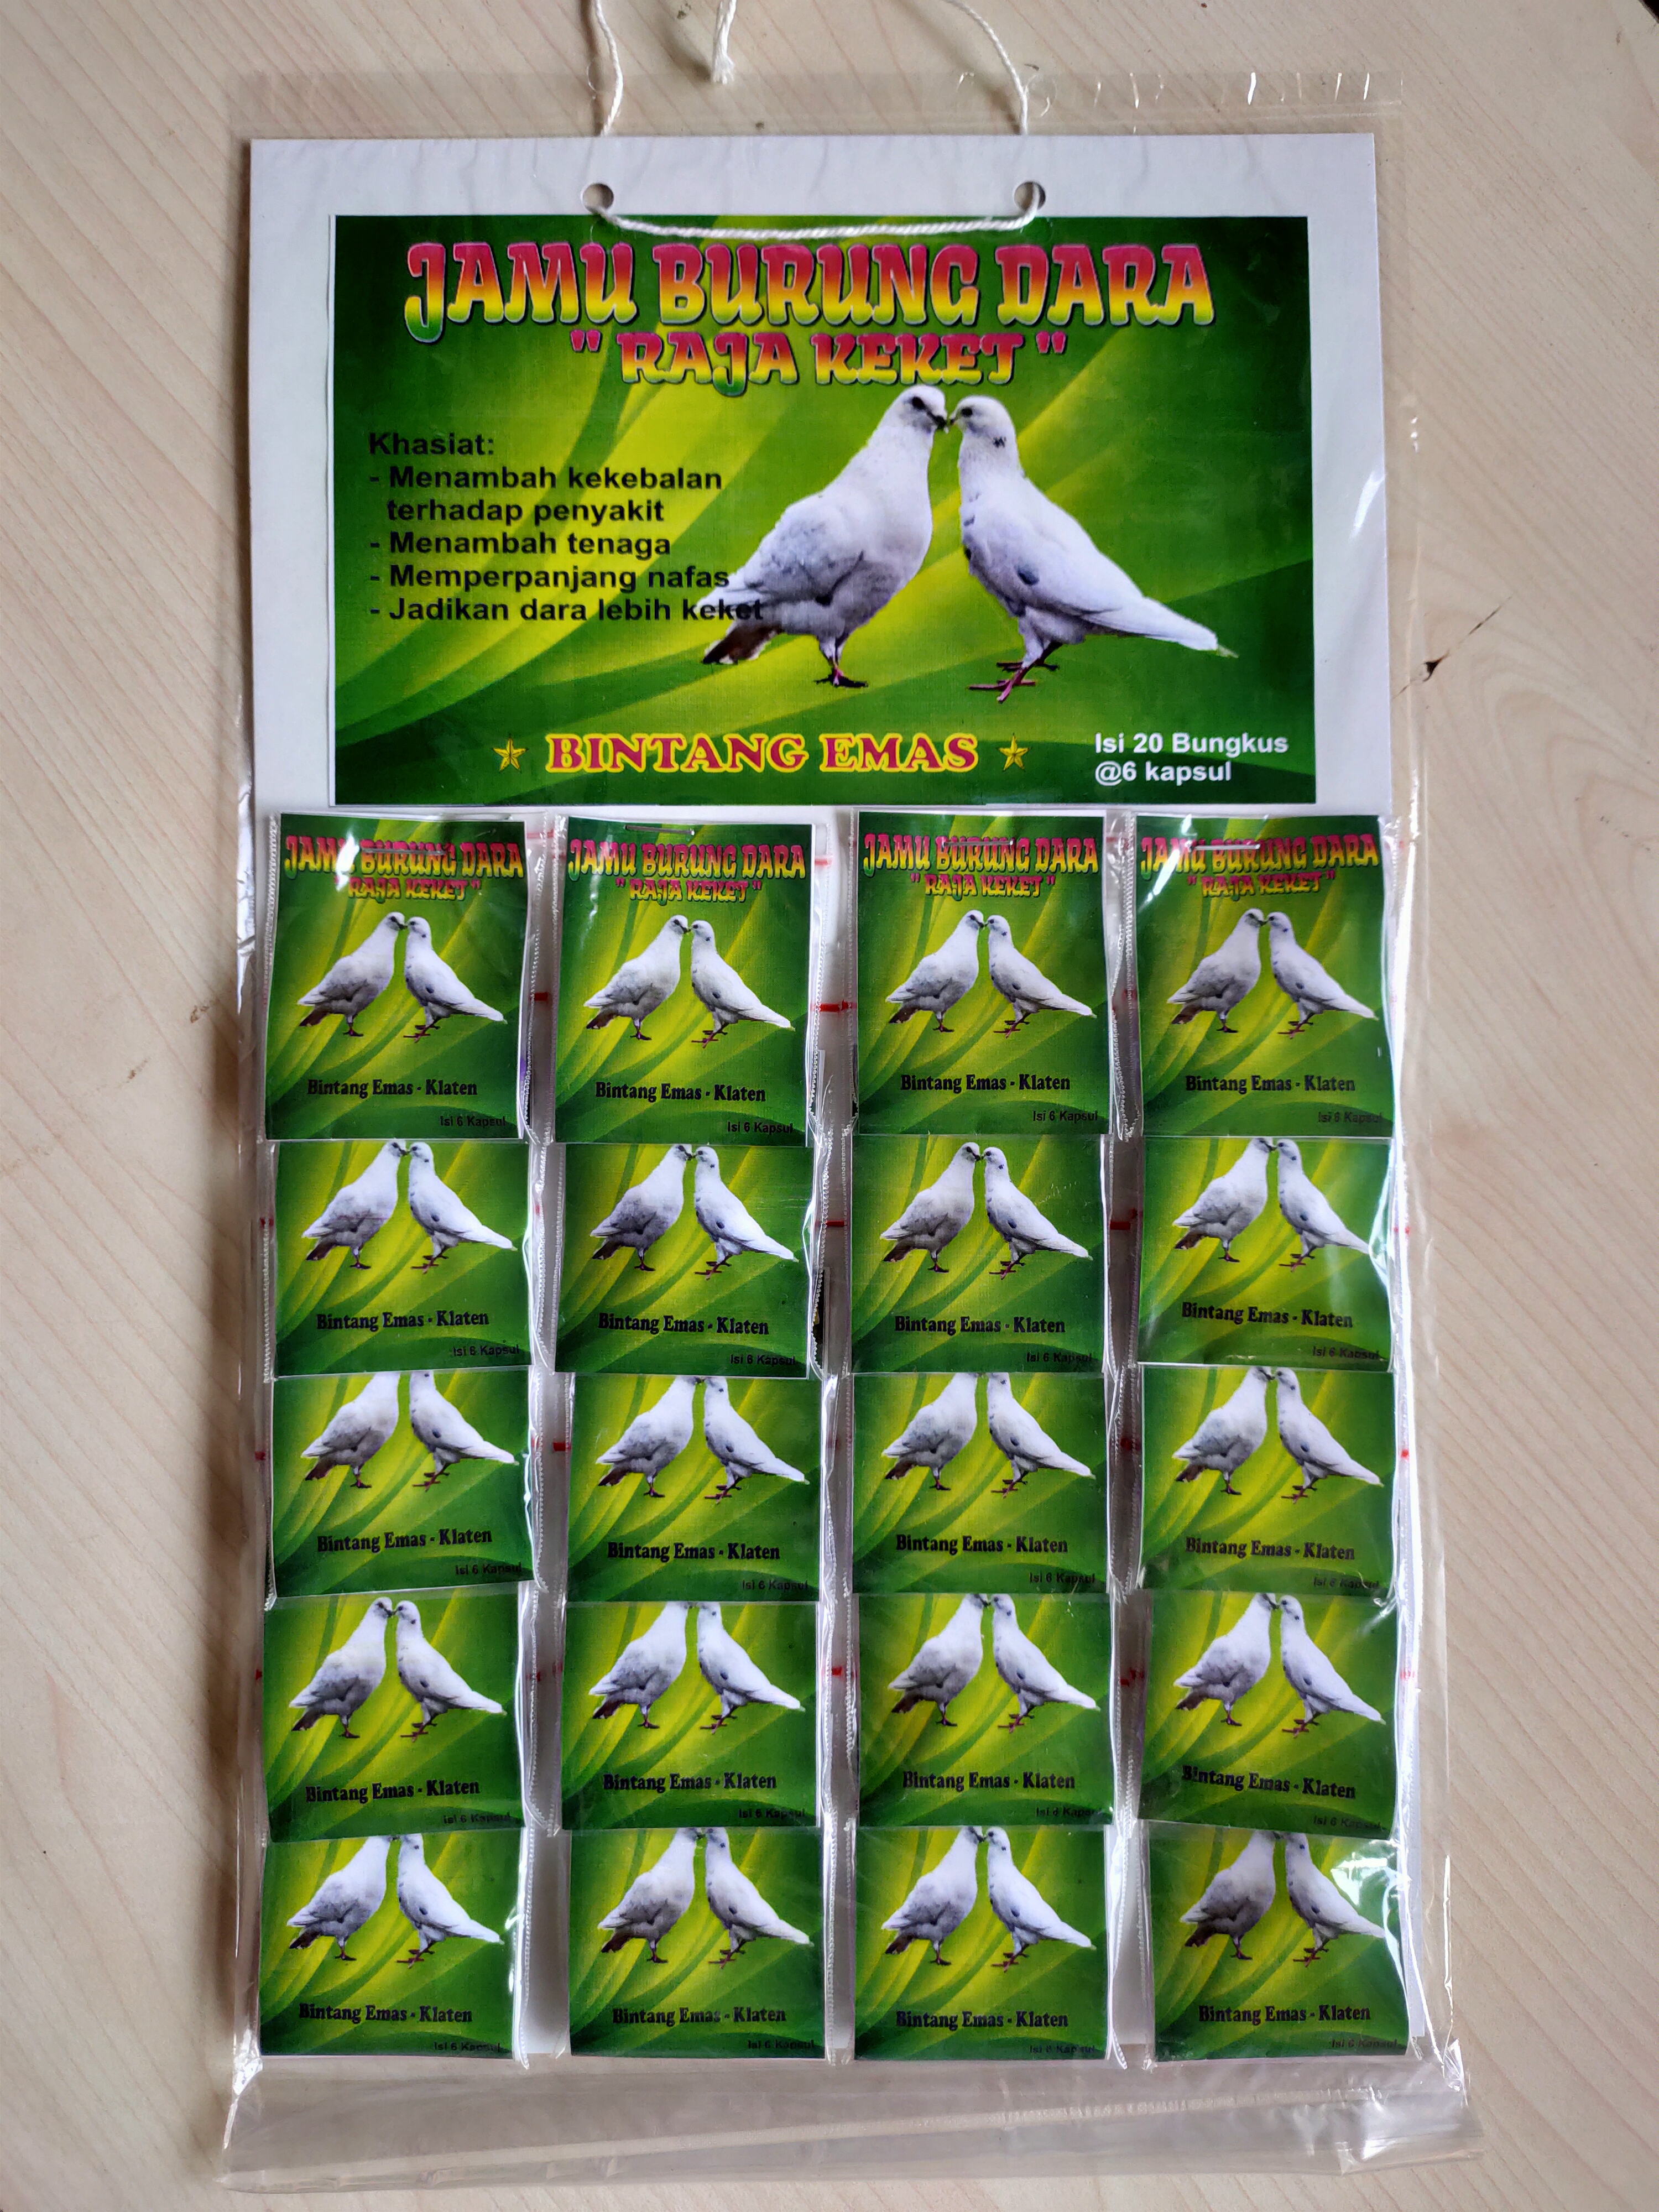 JAMU BURUNG DARA
" RAJA KEKET "
Khasiat:
- Menambah kekebalan
terhadap penyakit
- Menambah tenaga
- Memperpanjang nafas
- Jadikan dara lebih keket
BINTANG EMAS
Isi 20 Bungkus
@6 kapsul
JAMU BURUNG DARA
" RAJA KEKET "
Bintang Emas - Klaten
Isi 6 Kapsul
JAMU BURUNG DARA
" RAJA KEKET "
Bintang Emas - Klaten
Isi 6 Kapsul
JAMU BURUNG DARA
" RAJA KEKET "
Bintang Emas - Klaten
Isi 6 Kapsul
JAMU BURUNG DARA
" RAJA KEKET "
Bintang Emas - Klaten
Isi 6 Kapsul
Bintang Emas - Klaten
Isi 6 Kapsul
Bintang Emas - Klaten
Isi 6 Kapsul
Bintang Emas - Klaten
Isi 6 Kapsul
Bintang Emas - Klaten
Isi 6 Kapsul
Bintang Emas - Klaten
Isi 6 Kapsul
Bintang Emas - Klaten
Isi 6 Kapsul
Bintang Emas - Klaten
Isi 6 Kapsul
Bintang Emas - Klaten
Isi 6 Kapsul
Bintang Emas - Klaten
Isi 6 Kapsul
Bintang Emas - Klaten
Isi 6 Kapsul
Bintang Emas - Klaten
Isi 6 Kapsul
Bintang Emas - Klaten
Isi 6 Kapsul
Bintang Emas - Klaten
Isi 6 Kapsul
Bintang Emas - Klaten
Isi 6 Kapsul
Bintang Emas - Klaten
Isi 6 Kapsul
Bintang Emas - Klaten
Isi 6 Kapsul